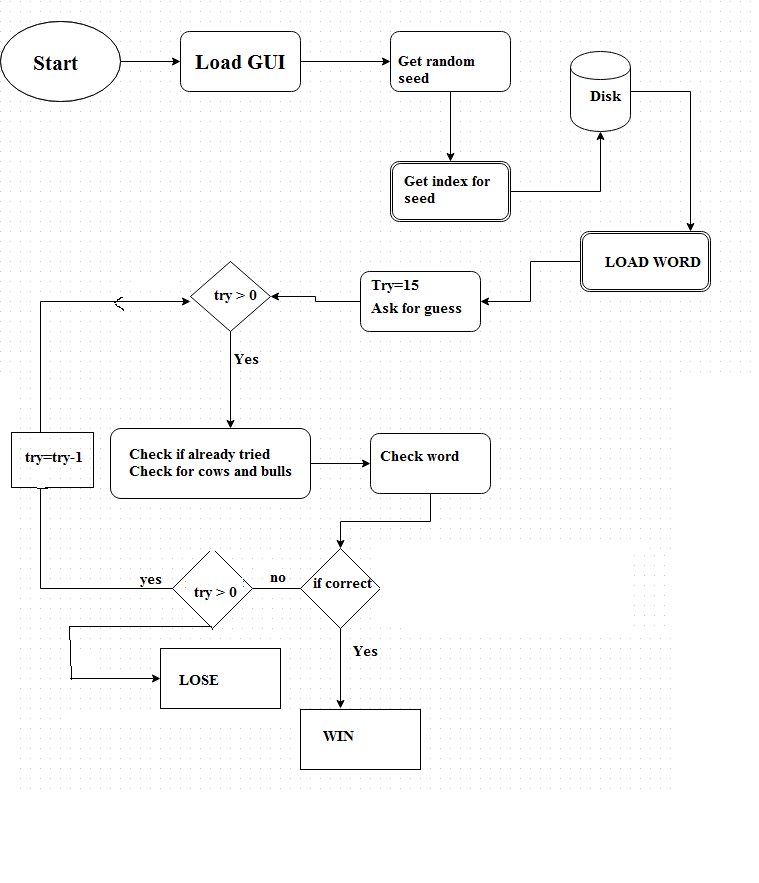 Start
Load GUI
Get random
seed
Disk
Get index for
seed
LOAD WORD
Try=15
Ask for guess
try > 0
Yes
Check if already tried
Check for cows and bulls
Check word
try=try-1
yes
try > 0
no
if correct
Yes
LOSE
WIN